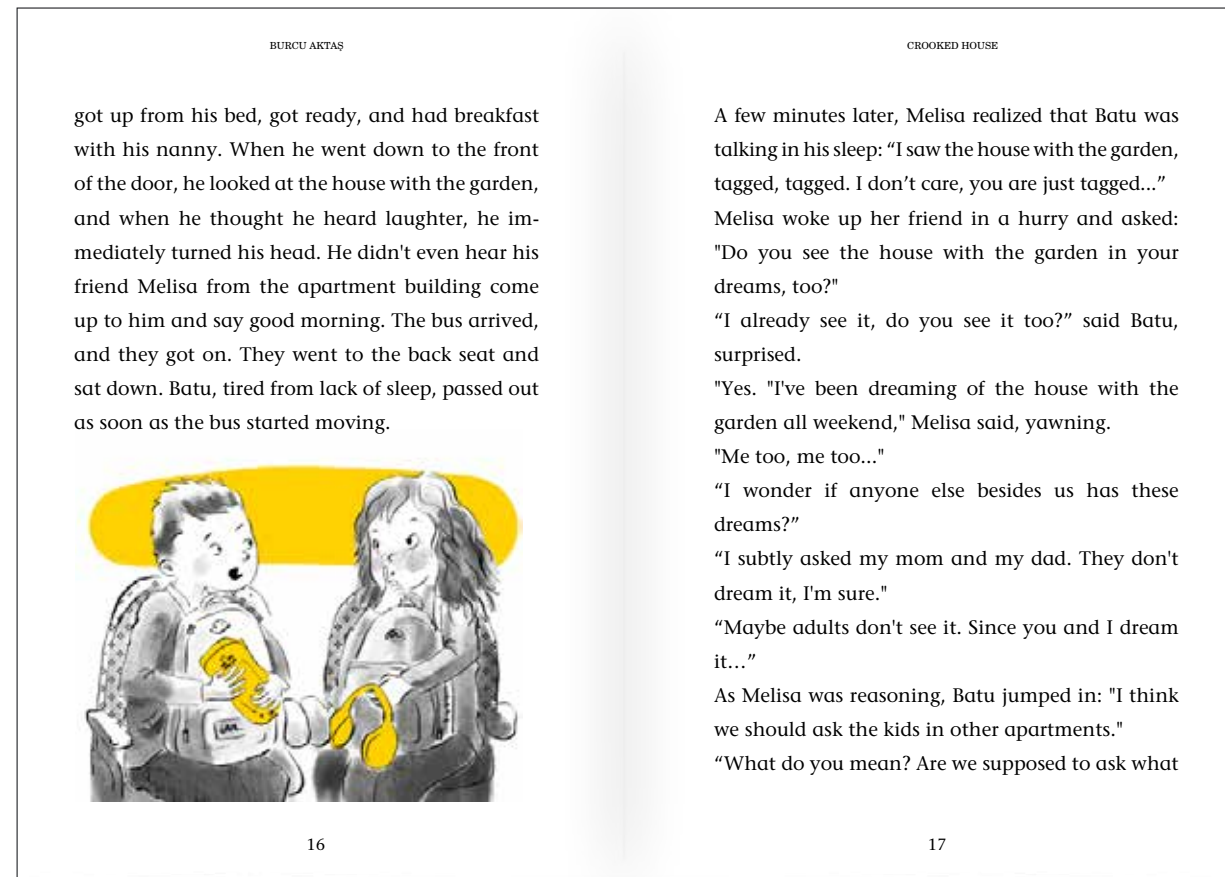 BURCU AKTAŞ
got up from his bed, got ready, and had breakfast
with his nanny. When he went down to the front
of the door, he looked at the house with the garden,
and when he thought he heard laughter, he im-
mediately turned his head. He didn't even hear his
friend Melisa from the apartment building come
up to him and say good morning. The bus arrived,
and they got on. They went to the back seat and
sat down. Batu, tired from lack of sleep, passed out
as soon as the bus started moving.
16
CROOKED HOUSE
A few minutes later, Melisa realized that Batu was
talking in his sleep: “I saw the house with the garden,
tagged, tagged. I don’t care, you are just tagged...”
Melisa woke up her friend in a hurry and asked:
"Do you see the house with the garden in your
dreams, too?"
“I already see it, do you see it too?” said Batu,
surprised.
"Yes. "I've been dreaming of the house with the
garden all weekend," Melisa said, yawning.
"Me too, me too..."
“I wonder if anyone else besides us has these
dreams?”
“I subtly asked my mom and my dad. They don't
dream it, I'm sure."
“Maybe adults don't see it. Since you and I dream
it…”
As Melisa was reasoning, Batu jumped in: "I think
we should ask the kids in other apartments."
“What do you mean? Are we supposed to ask what
17